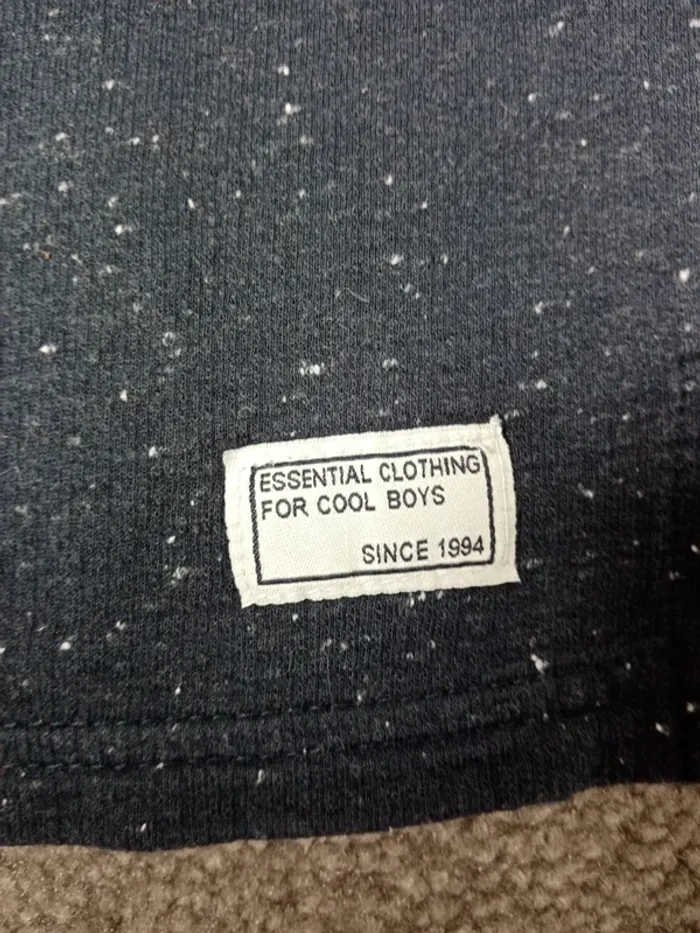 ESSENTIAL CLOTHING
FOR COOL BOYS
SINCE 1994